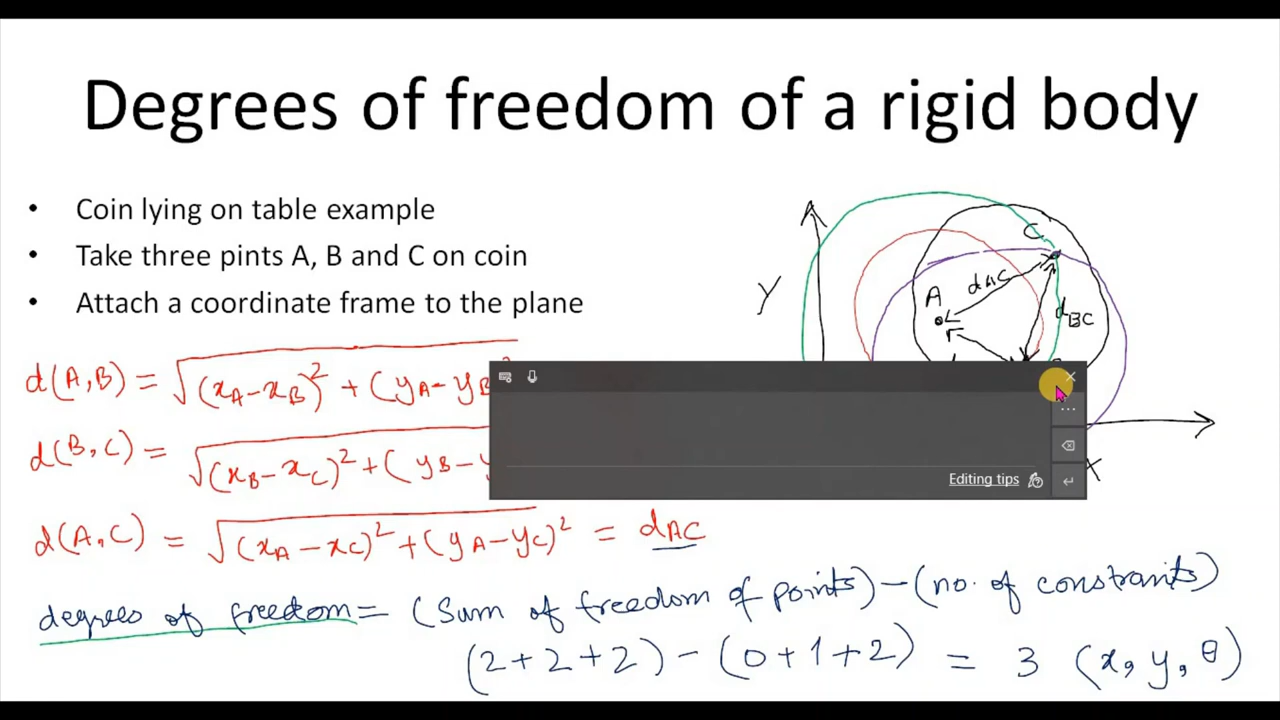 Degrees of freedom of a rigid body
• Coin lying on table example
• Take three pints A, B and C on coin
• Attach a coordinate frame to the plane
Y
C
A
dAC
dBC
X
d(A,B) = √(xA-xB)² + (yA-yB
d(B,C) = √(xB-xC)² + (yB-y
Editing tips
d(A,C) = √(xA-xC)² + (yA-yC)² = dAC
degrees of freedom = (Sum of freedom of points) - (no. of constraints)
(2+2+2) - (0+1+2) = 3 (x, y, θ)